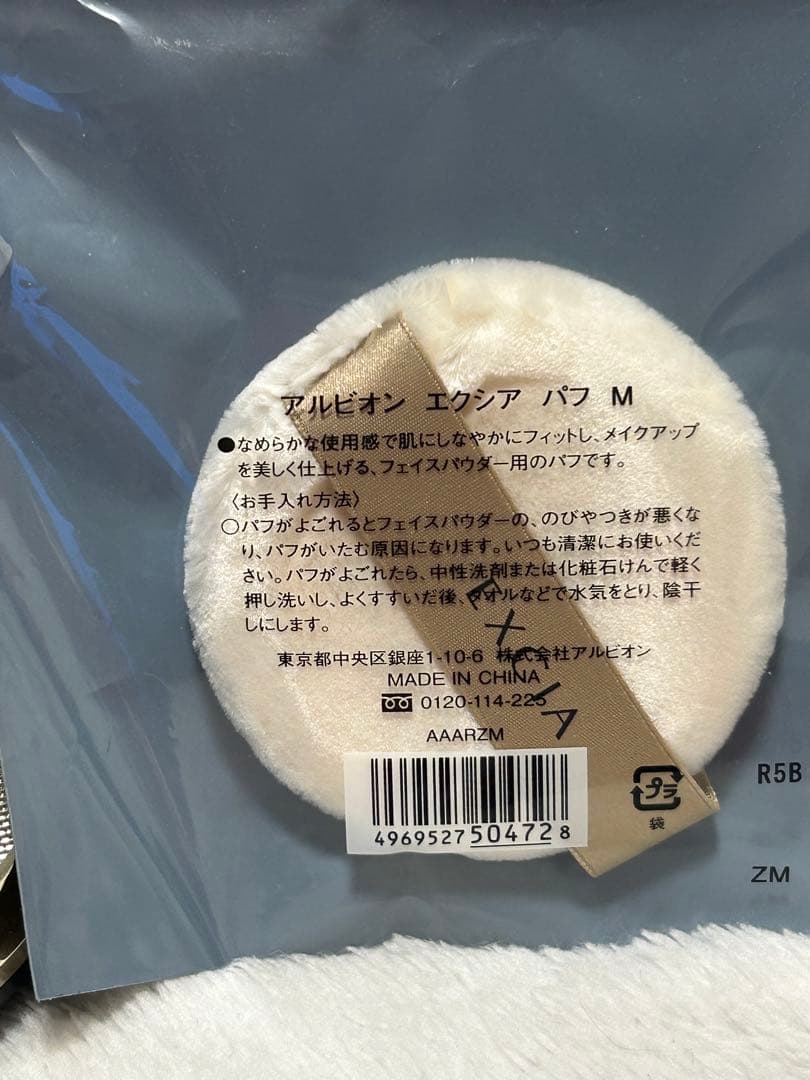 アルビオン エクシア パフ M
●なめらかな使用感で肌にしなやかにフィットし、メイクアップ
を美しく仕上げる、フェイスパウダー用のパフです。
〈お手入れ方法〉
○パフがよごれるとフェイスパウダーの、のびやつきが悪くな
り、パフがいたむ原因になります。いつも清潔にお使いくだ
さい。パフがよごれたら、中性洗剤または化粧石けんで軽く
押し洗いし、よくすすいだ後、タオルなどで水気をとり、陰干
しにします。
EXCIA
東京都中央区銀座1-10-6 株式会社アルビオン
MADE IN CHINA
0120-114-225
AAARZM
4969527504728
プラ
袋
R5B
ZM